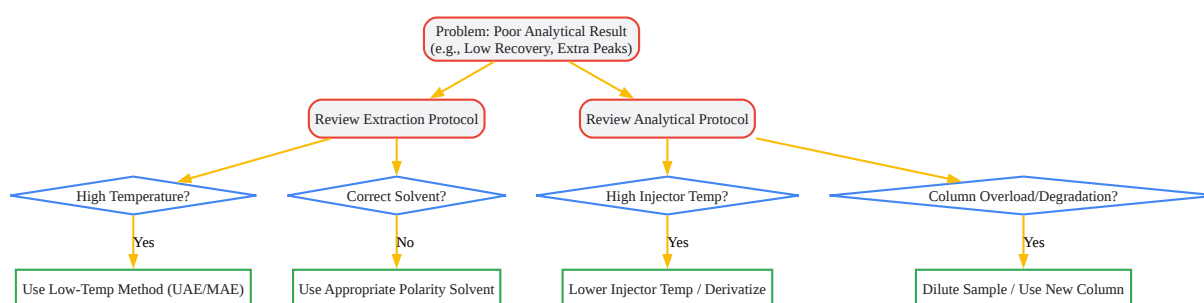 Problem: Poor Analytical Result
(e.g., Low Recovery, Extra Peaks)
Review Extraction Protocol
Review Analytical Protocol
High Temperature?
Correct Solvent?
High Injector Temp?
Column Overload/Degradation?
Yes
No
Yes
Yes
Use Low-Temp Method (UAE/MAE)
Use Appropriate Polarity Solvent
Lower Injector Temp / Derivatize
Dilute Sample / Use New Column